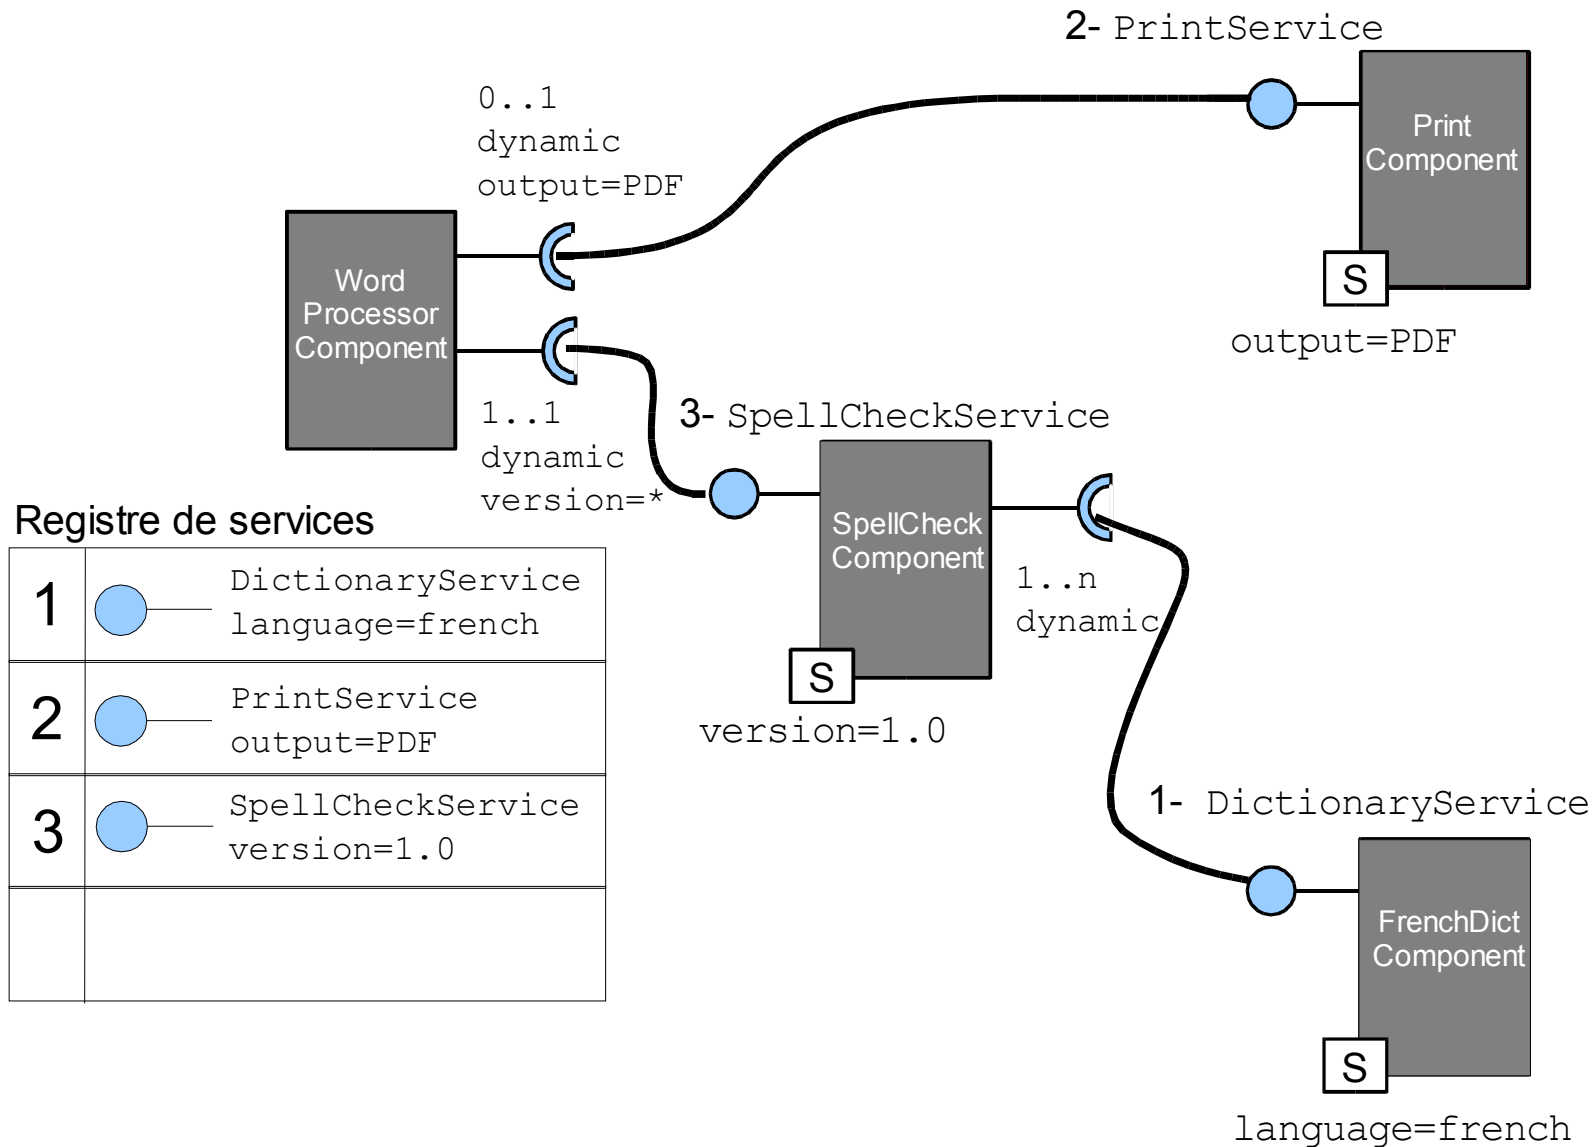 2- PrintService
0..1
dynamic
output=PDF
Print
Component
S
output=PDF
Word
Processor
Component
1..1
dynamic
version=*
3- SpellCheckService
SpellCheck
Component
1..n
dynamic
S
version=1.0
Registre de services
1
DictionaryService
language=french
2
PrintService
output=PDF
3
SpellCheckService
version=1.0
1- DictionaryService
FrenchDict
Component
S
language=french